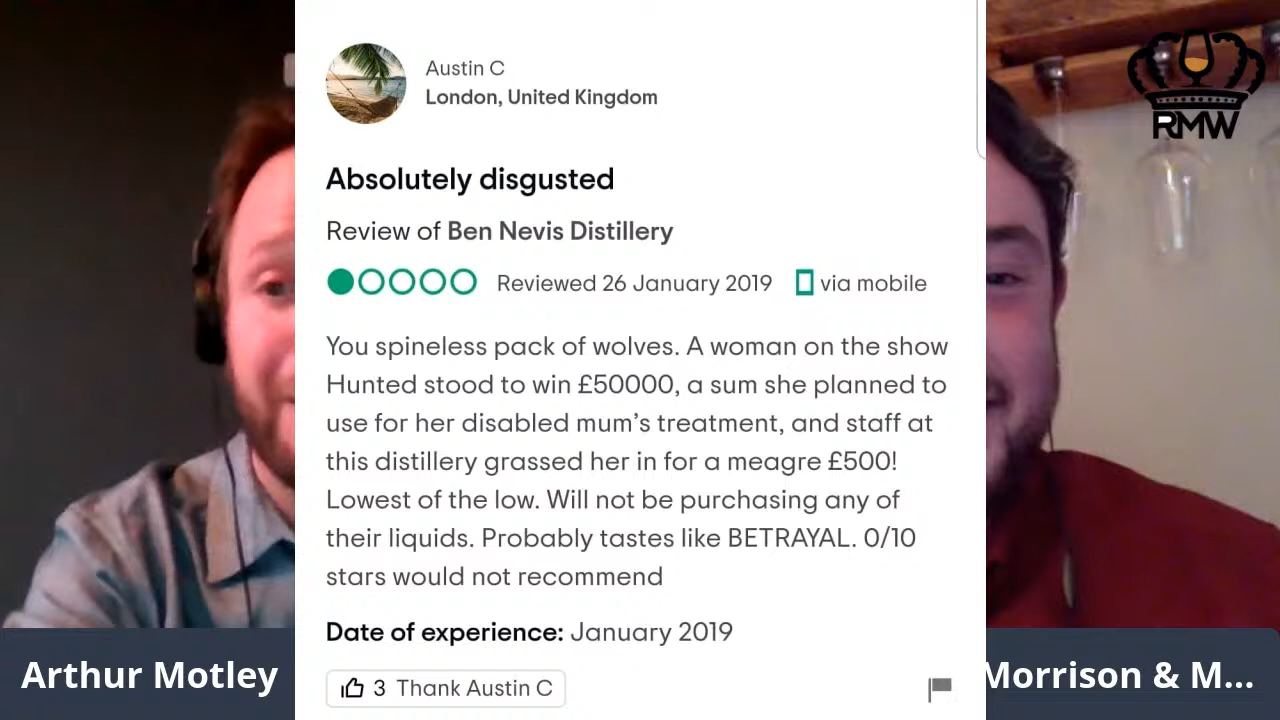 Austin C
London, United Kingdom
Absolutely disgusted
Review of Ben Nevis Distillery
Reviewed 26 January 2019 via mobile
You spineless pack of wolves. A woman on the show
Hunted stood to win £50000, a sum she planned to
use for her disabled mum’s treatment, and staff at
this distillery grassed her in for a meagre £500!
Lowest of the low. Will not be purchasing any of
their liquids. Probably tastes like BETRAYAL. 0/10
stars would not recommend
Date of experience: January 2019
3 Thank Austin C
RMW
Arthur Motley
Morrison & M...